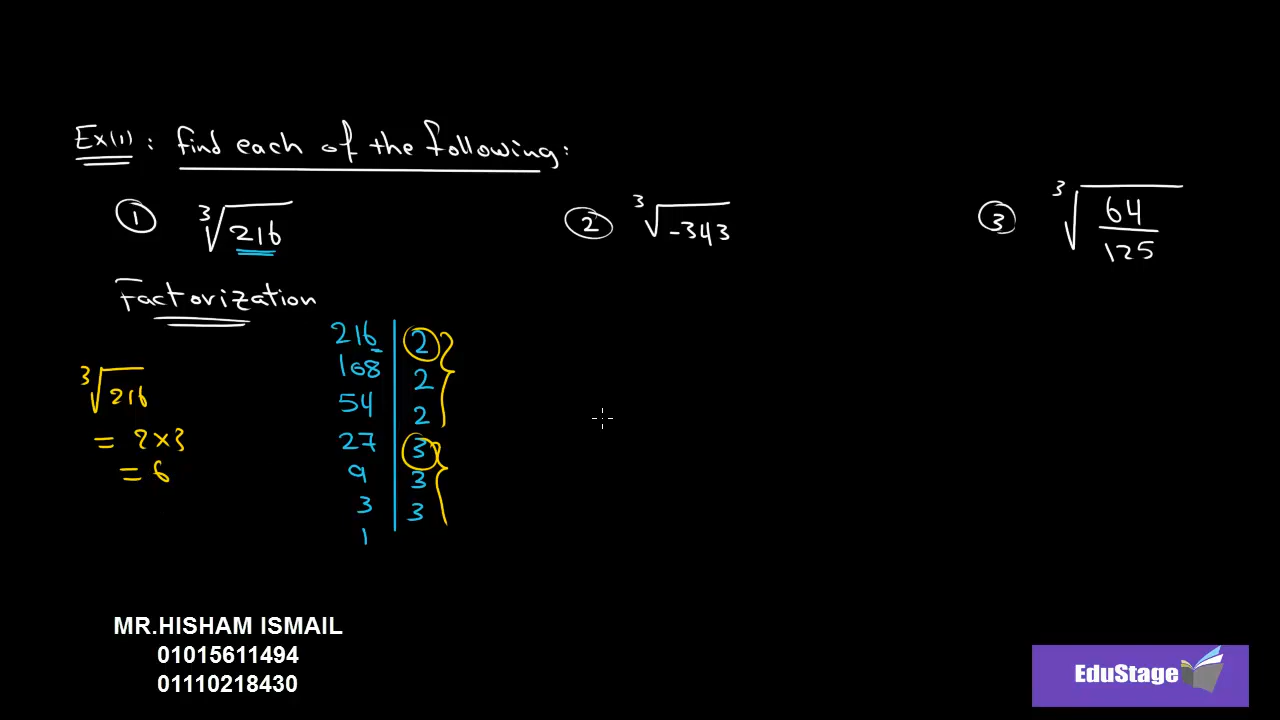 Ex(1) : find each of the following:
① ∛216
② ∛-343
③ ∛(64/125)
Factorization
216 | 2
168 | 2
54 | 2
27 | 3
9 | 3
3 | 3
1
∛216
= 2×3
= 6
MR.HISHAM ISMAIL
01015611494
01110218430
EduStage